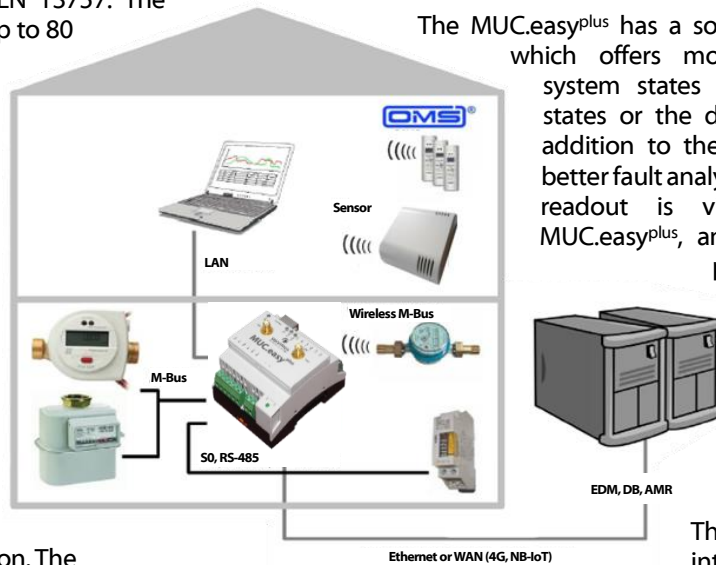 EN 13757. The
p to 80
The MUC.easyplus has a so
which offers mo
system states
states or the d
addition to the
better fault analy
readout is v
MUC.easyplus, an
OMS®
Sensor
LAN
Wireless M-Bus
MUC.easyplus
M-Bus
S0, RS-485
EDM, DB, AMR
Th
int
on. The
Ethernet or WAN (4G, NB-IoT)